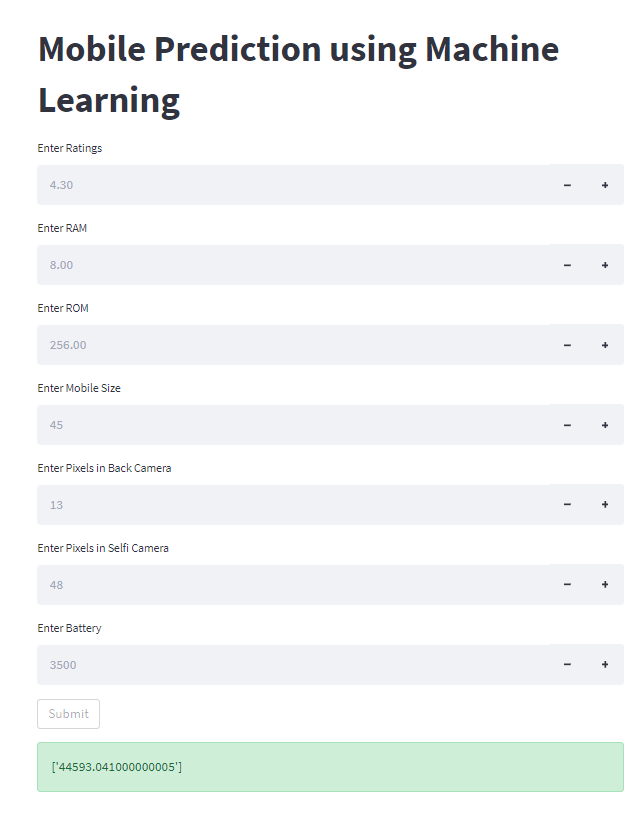 Mobile Prediction using Machine
Learning
Enter Ratings
4.30
Enter RAM
8.00
Enter ROM
256.00
Enter Mobile Size
45
Enter Pixels in Back Camera
13
Enter Pixels in Selfi Camera
48
Enter Battery
3500
Submit
['44593.041000000005']